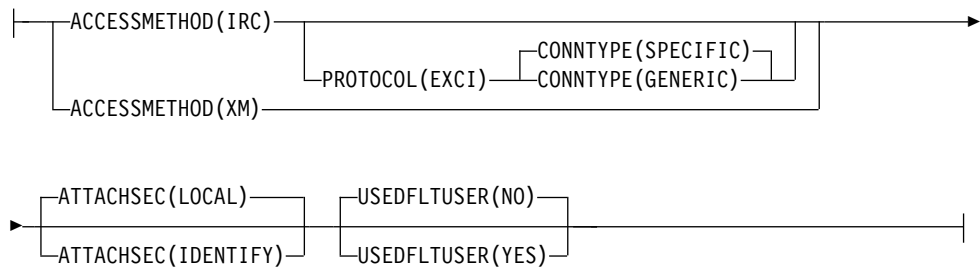 ACCESSMETHOD(IRC)
CONNTYPE(SPECIFIC)
PROTOCOL(EXCI)
CONNTYPE(GENERIC)
ACCESSMETHOD(XM)
ATTACHSEC(LOCAL)
USEDFLTUSER(NO)
ATTACHSEC(IDENTIFY)
USEDFLTUSER(YES)